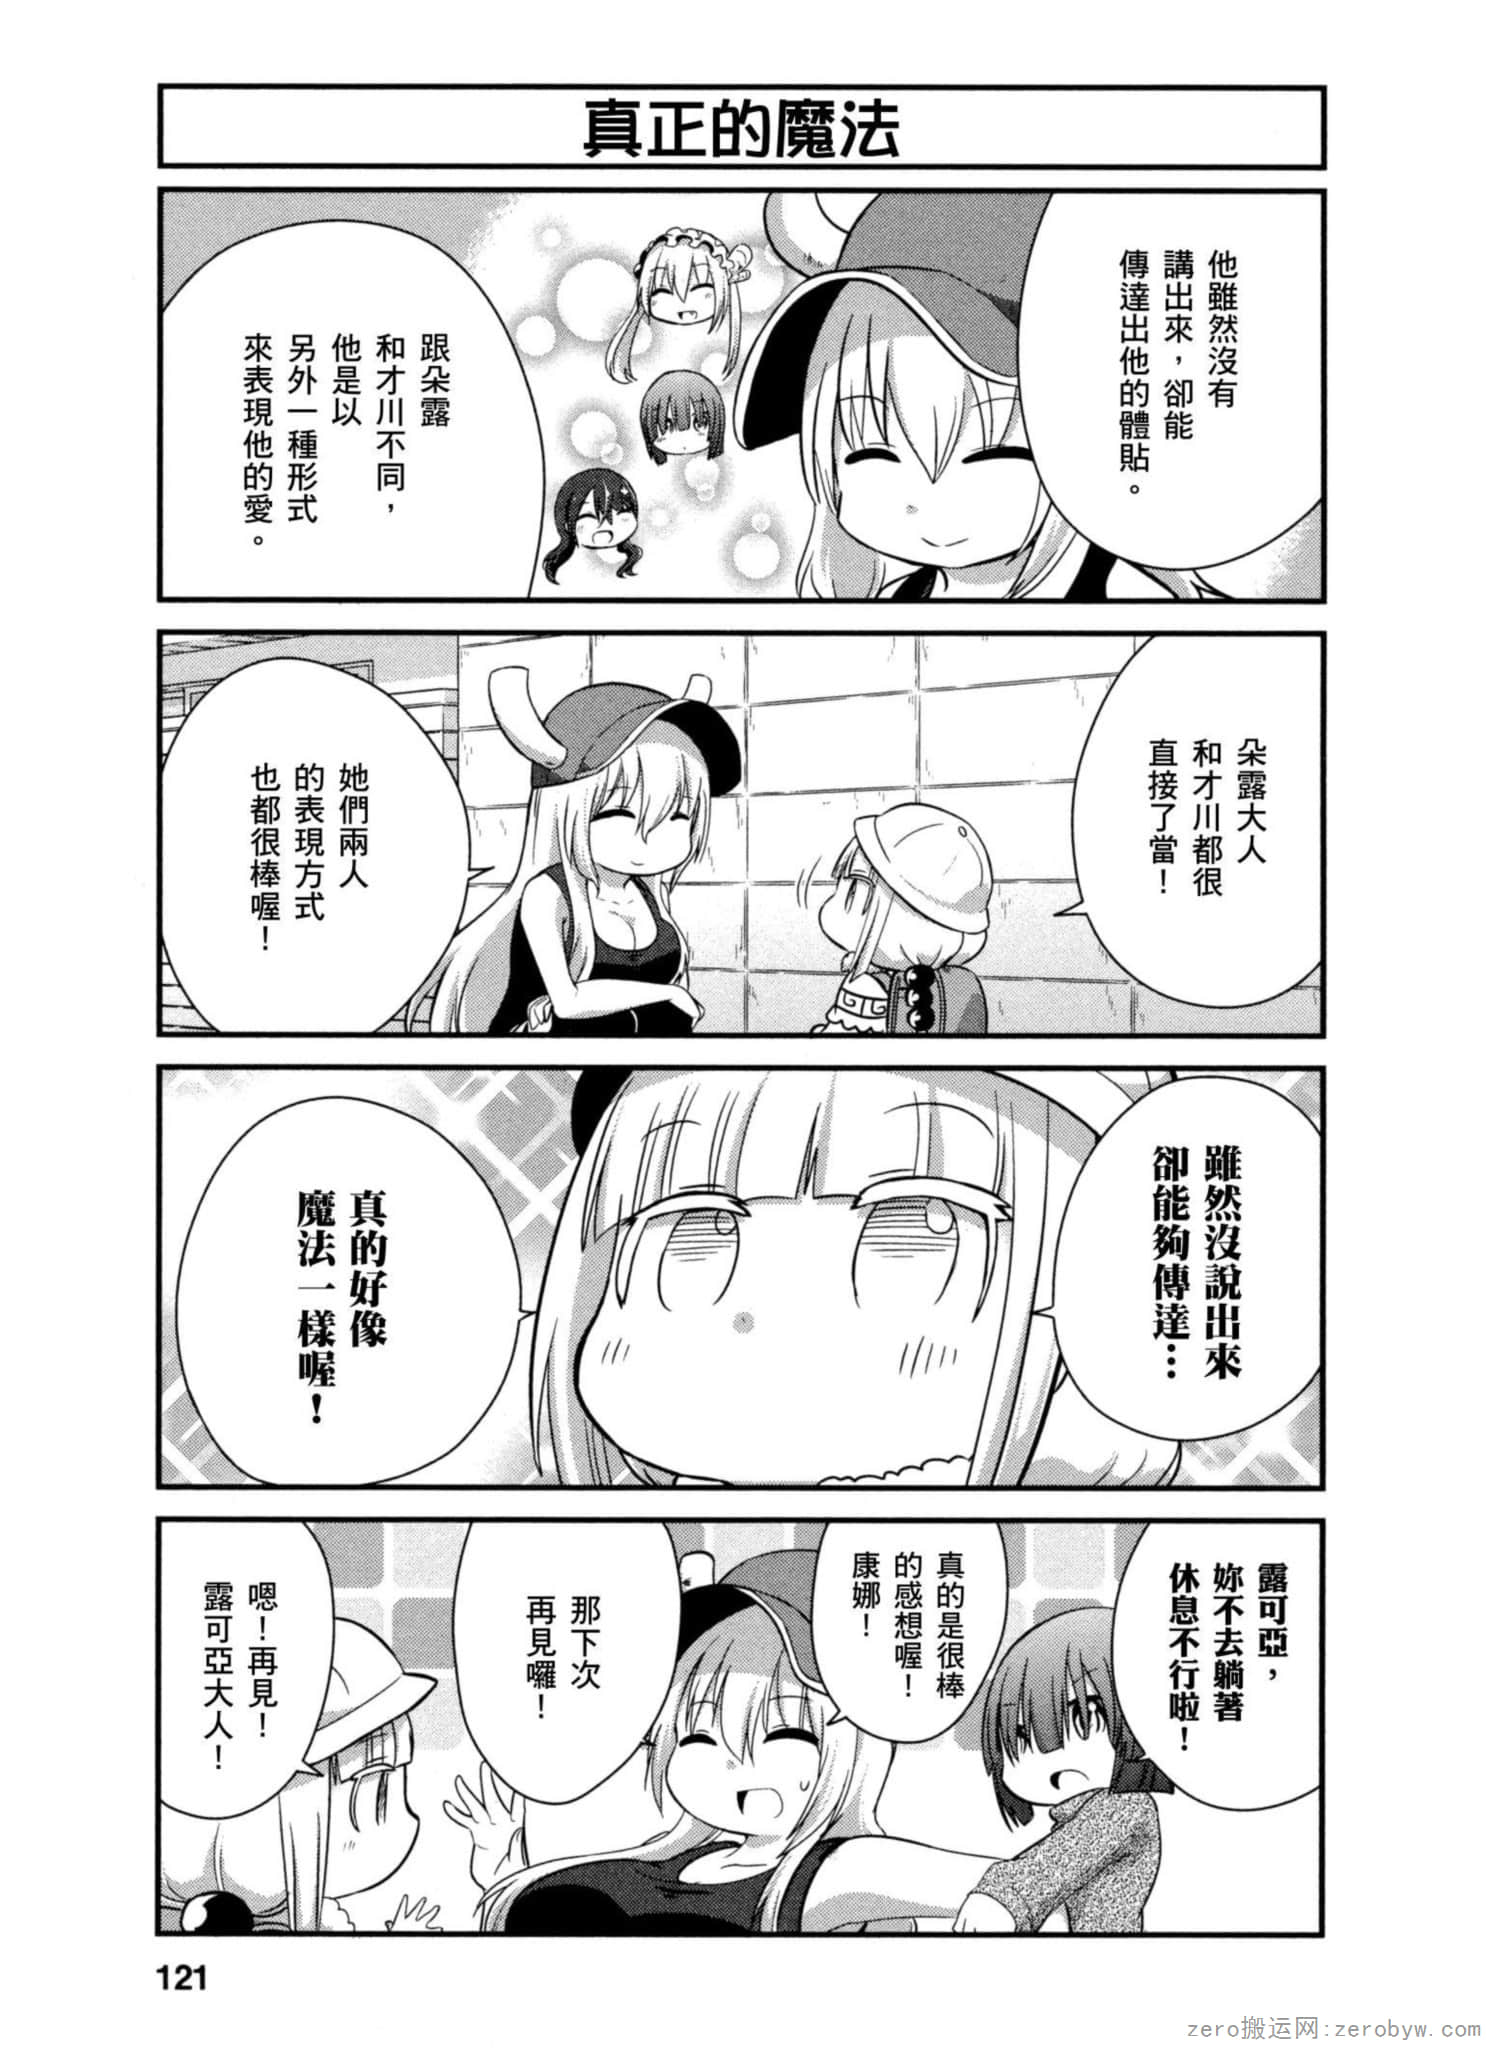 真正的魔法
他雖然沒有
講出來，卻能
傳達出他的體貼。
跟朵露
和才川不同，
他是以
另外一種形式
來表現他的愛。
朵露大人
和才川都很
直接了當！
她們兩人
的表現方式
也都很棒喔！
雖然沒說出來
卻能夠傳達…
真的好像
魔法一樣喔！
露可亞，
妳不去躺著
休息不行啦！
真的是很棒
的感想喔！
康娜！
那下次
再見囉！
嗯！再見！
露可亞大人！
121
zero搬运网:zerobyw.com